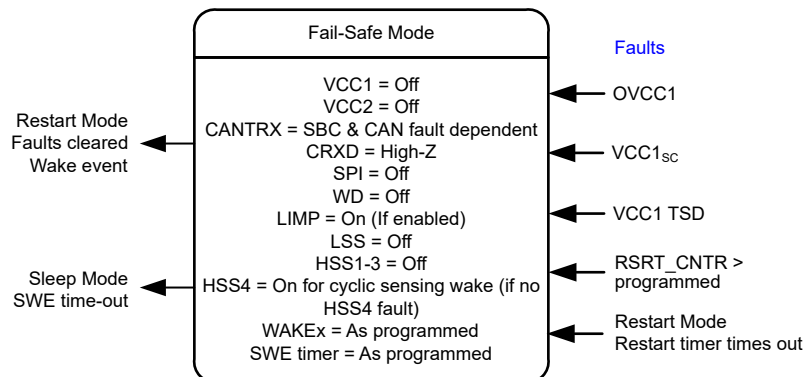 Fail-Safe Mode
Faults
VCC1 = Off
VCC2 = Off
CANTRX = SBC & CAN fault dependent
CRXD = High-Z
SPI = Off
WD = Off
LIMP = On (If enabled)
LSS = Off
HSS1-3 = Off
HSS4 = On for cyclic sensing wake (if no
HSS4 fault)
WAKEx = As programmed
SWE timer = As programmed
Restart Mode
Faults cleared
Wake event
Sleep Mode
SWE time-out
OVCC1
VCC1SC
VCC1 TSD
RSRT_CNTR >
programmed
Restart Mode
Restart timer times out